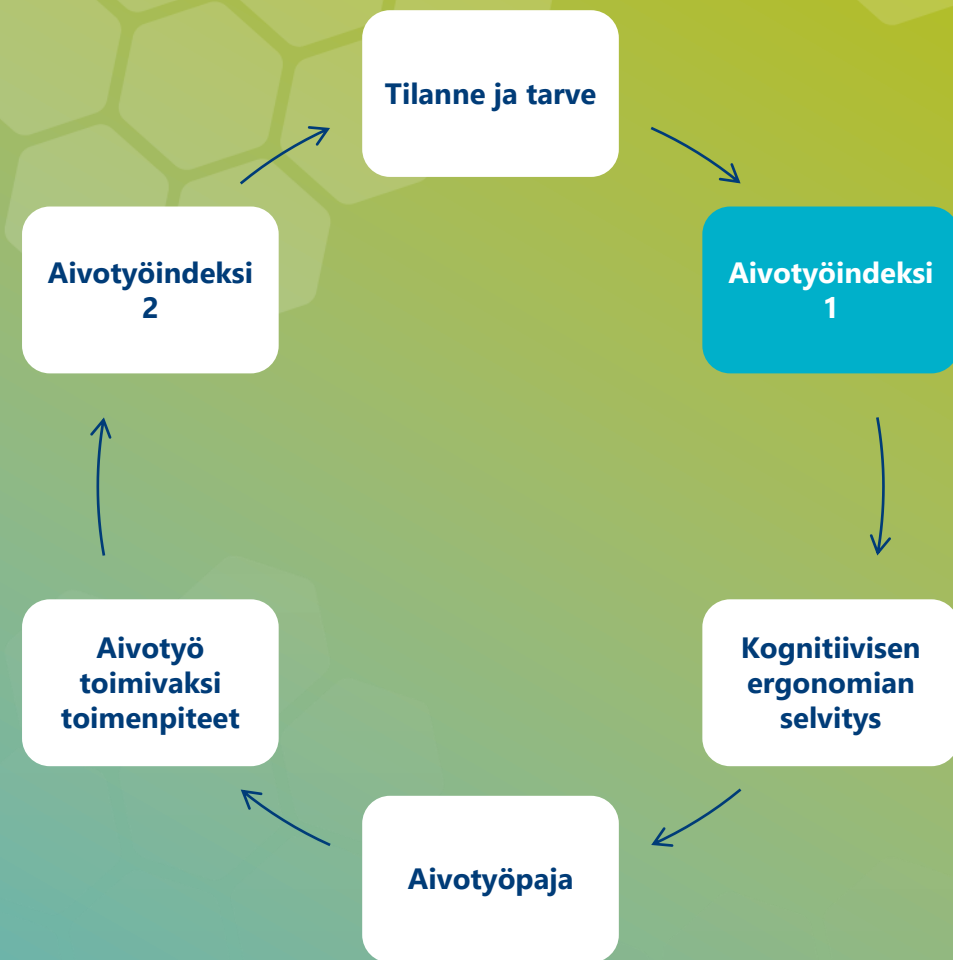 Tilanne ja tarve
Aivotyöindeksi
1
Kognitiivisen
ergonomian
selvitys
Aivotyöpaja
Aivotyö
toimivaksi
toimenpiteet
Aivotyöindeksi
2